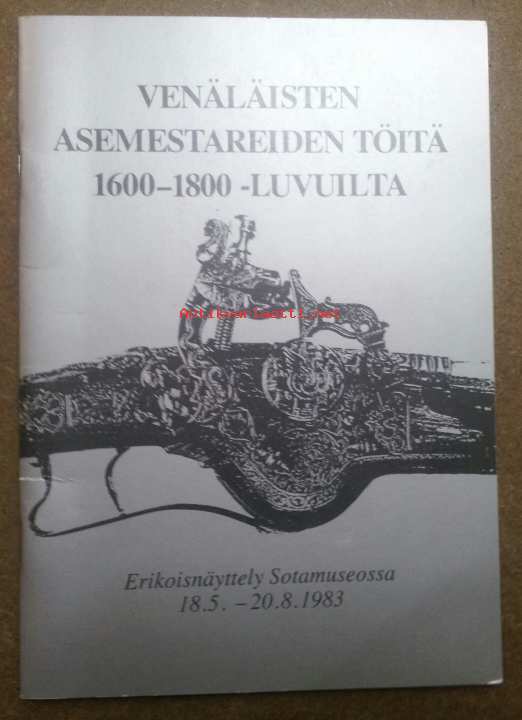 VENÄLÄISTEN
ASEMESTAREIDEN TÖITÄ
1600–1800 -LUVUILTA
Antikvariaatti.net
Erikoisnäyttely Sotamuseossa
18.5. – 20.8.1983